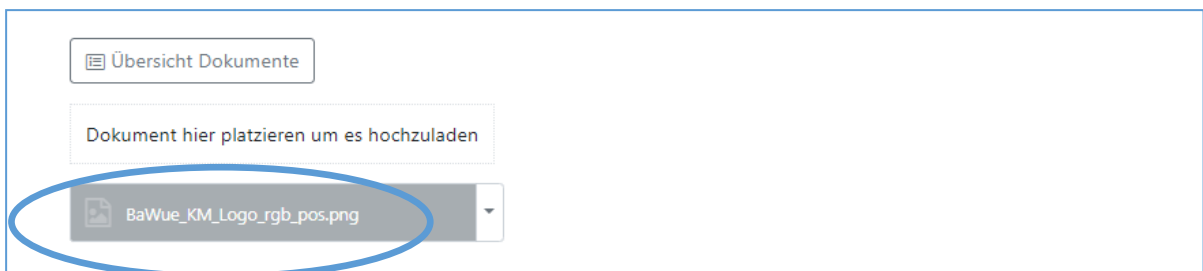 Übersicht Dokumente
Dokument hier platzieren um es hochzuladen
BaWue_KM_Logo_rgb_pos.png